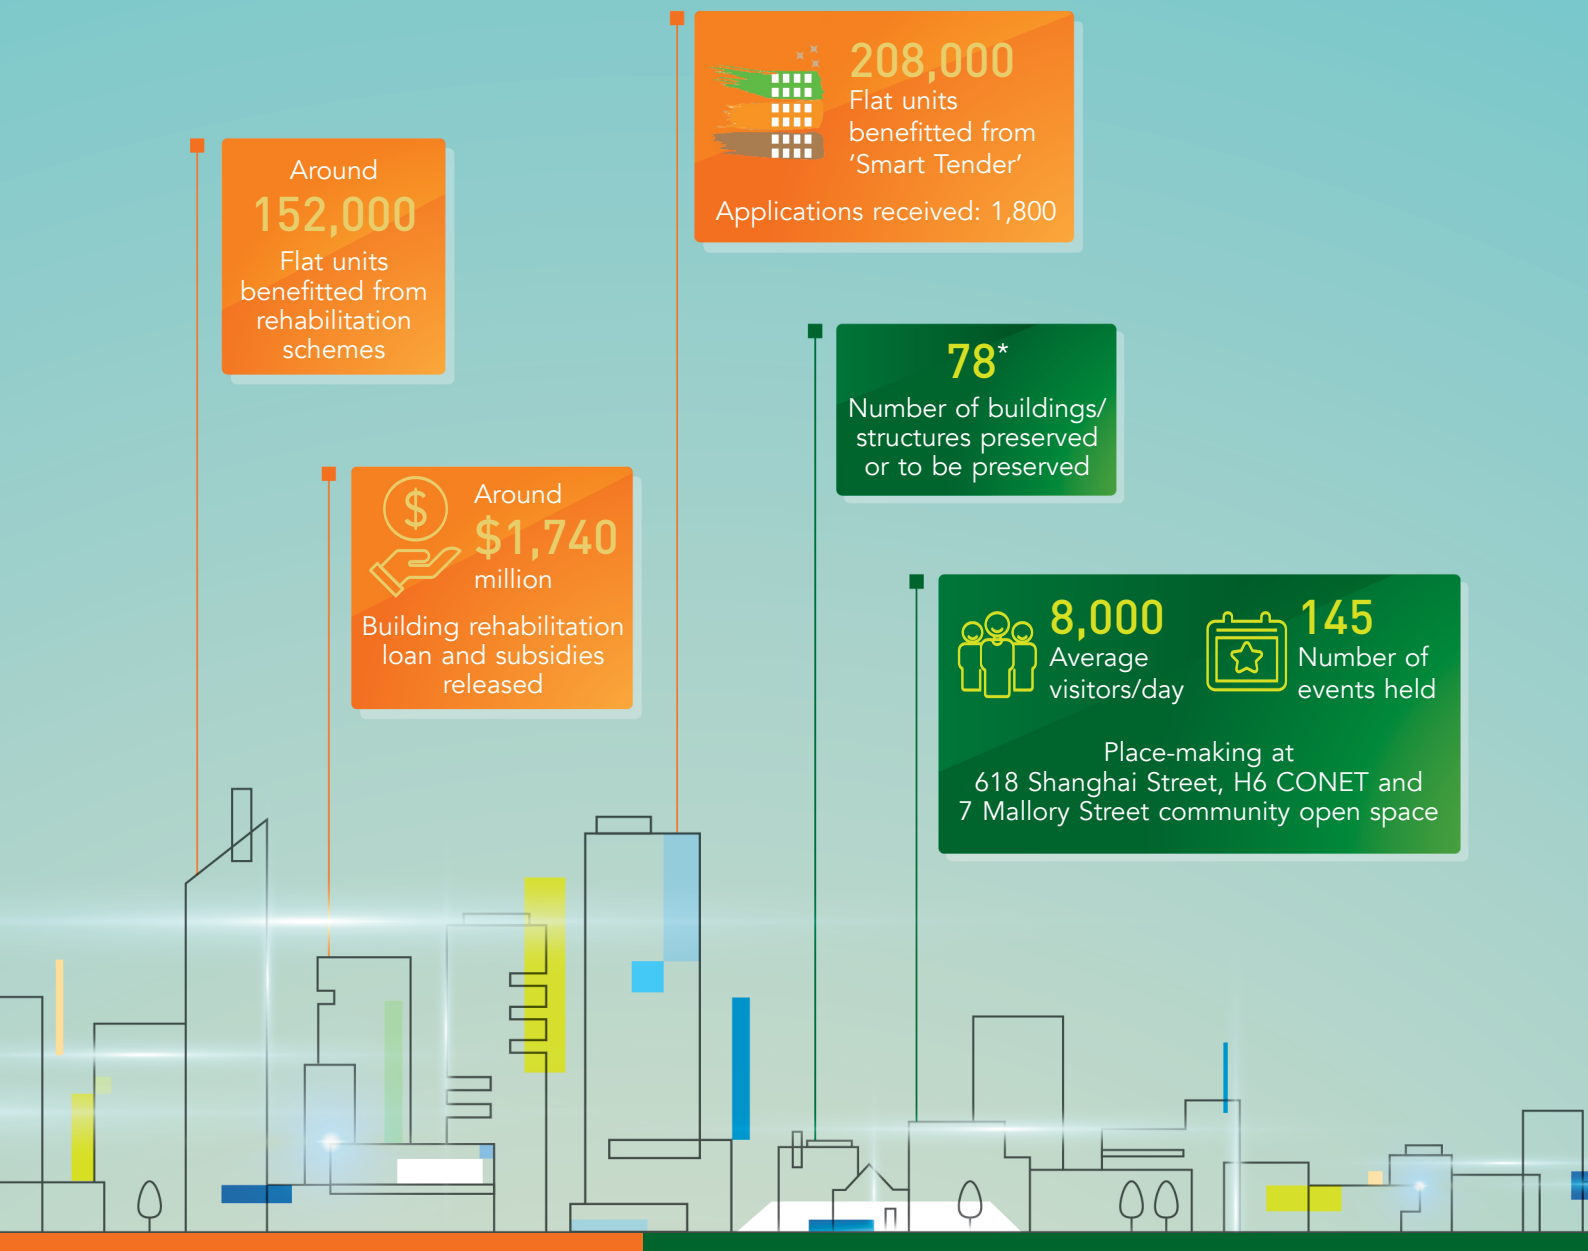 208,000
Flat units
benefitted from
‘Smart Tender’
Applications received: 1,800
Around
152,000
Flat units
benefitted from
rehabilitation
schemes
78*
Number of buildings/
structures preserved
or to be preserved
$
Around
$1,740
million
Building rehabilitation
loan and subsidies
released
8,000
Average
visitors/day
145
Number of
events held
Place-making at
618 Shanghai Street, H6 CONET and
7 Mallory Street community open space